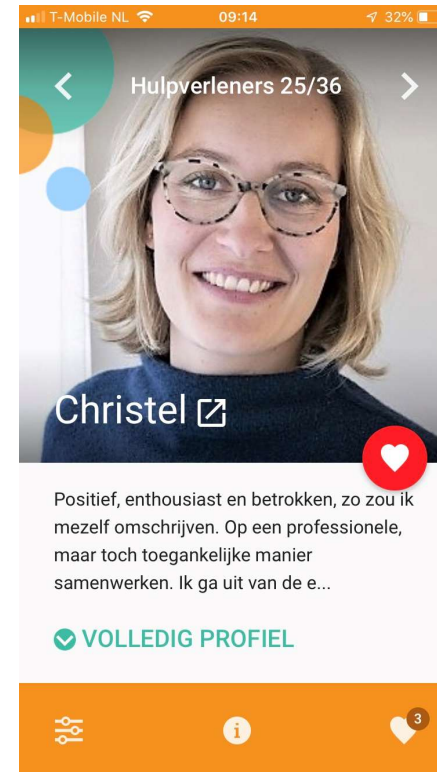 T-Mobile NL 09:14 32%
Hulpverleners 25/36
Christel
Positief, enthousiast en betrokken, zo zou ik
mezelf omschrijven. Op een professionele,
maar toch toegankelijke manier
samenwerken. Ik ga uit van de e...
VOLLEDIG PROFIEL
i
3